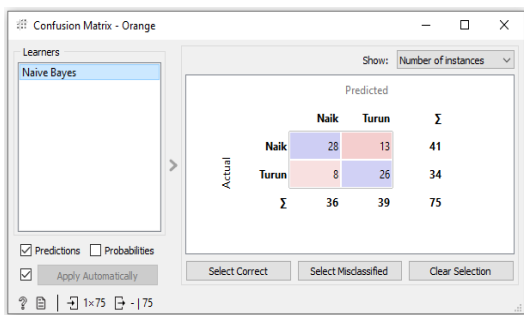 Confusion Matrix - Orange
Learners
Naive Bayes
Show: Number of instances
Predicted
Naik Turun Σ
Actual
Naik 28 13 41
Turun 8 26 34
Σ 36 39 75
Predictions Probabilities
Apply Automatically
Select Correct Select Misclassified Clear Selection
? 1×75 - | 75